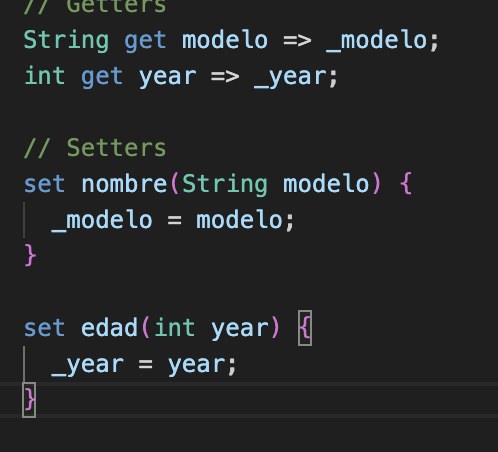 // Getters
String get modelo => _modelo;
int get year => _year;
// Setters
set nombre(String modelo) {
_modelo = modelo;
}
set edad(int year) {
_year = year;
}